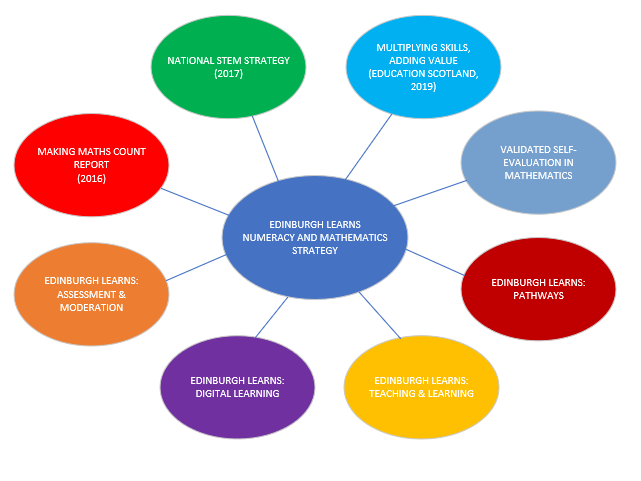 NATIONAL STEM STRATEGY
(2017)
MULTIPLYING SKILLS,
ADDING VALUE
(EDUCATION SCOTLAND,
2019)
MAKING MATHS COUNT
REPORT
(2016)
VALIDATED SELF-
EVALUATION IN
MATHEMATICS
EDINBURGH LEARNS
NUMERACY AND MATHEMATICS
STRATEGY
EDINBURGH LEARNS:
ASSESSMENT &
MODERATION
EDINBURGH LEARNS:
PATHWAYS
EDINBURGH LEARNS:
DIGITAL LEARNING
EDINBURGH LEARNS:
TEACHING & LEARNING